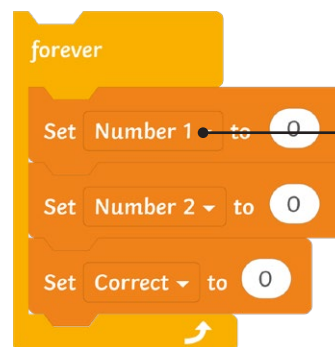 forever
Set Number 1 to 0
Set Number 2 to 0
Set Correct to 0